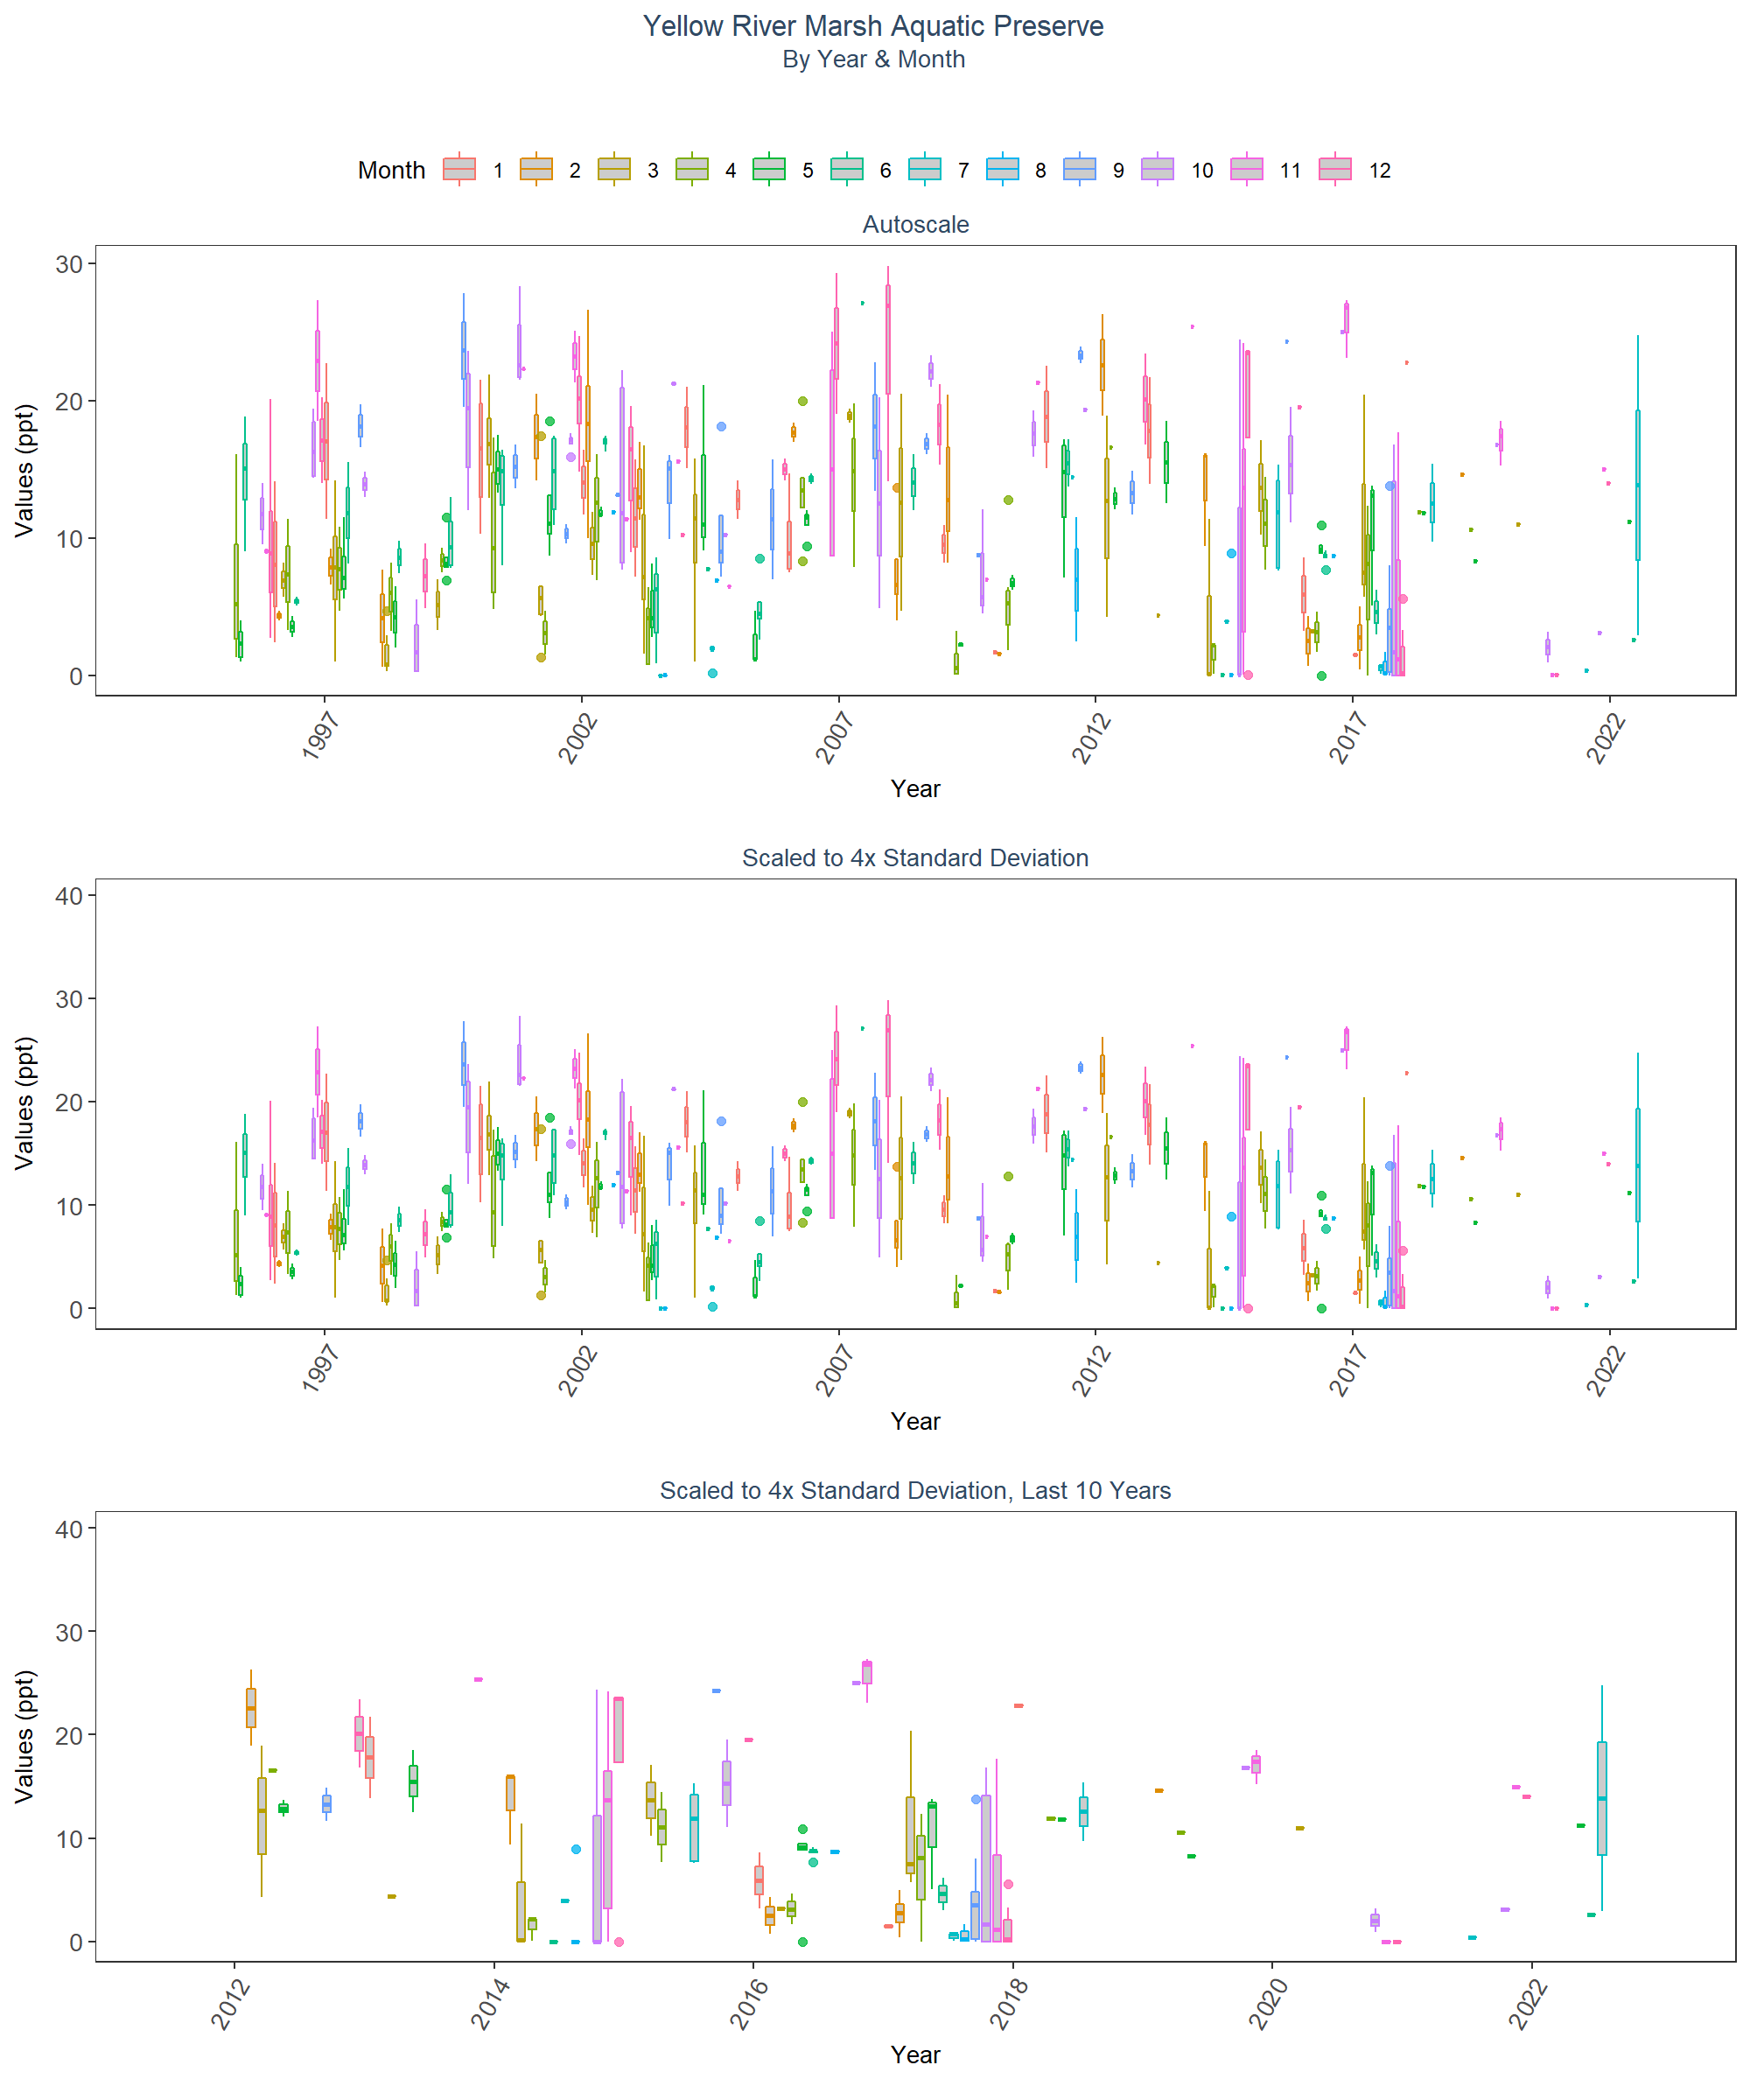 Yellow River Marsh Aquatic Preserve
By Year & Month
Month 1 2 3 4 5 6 7 8 9 10 11 12
Autoscale
Values (ppt)
30
20
10
0
1997 2002 2007 2012 2017 2022
Year
Scaled to 4x Standard Deviation
Values (ppt)
40
30
20
10
0
1997 2002 2007 2012 2017 2022
Year
Scaled to 4x Standard Deviation, Last 10 Years
Values (ppt)
40
30
20
10
0
2012 2014 2016 2018 2020 2022
Year